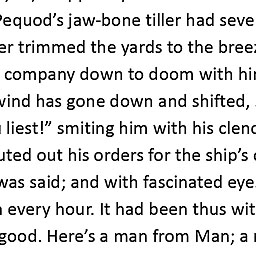 Pequod’s jaw-bone tiller had seve
er trimmed the yards to the bree
company down to doom with hi
wind has gone down and shifted,
liest!” smiting him with his clen
uted out his orders for the ship’s
was said; and with fascinated eye
every hour. It had been thus wit
good. Here’s a man from Man; a